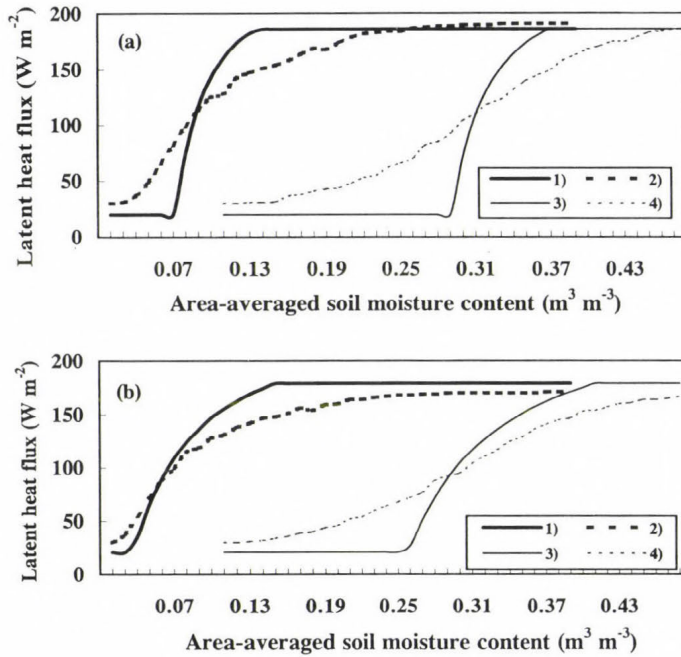 (a)
Latent heat flux (W m⁻²)
200
150
100
50
0
1) 2)
3) 4)
0.07 0.13 0.19 0.25 0.31 0.37 0.43
Area-averaged soil moisture content (m³ m⁻³)
(b)
Latent heat flux (W m⁻²)
200
150
100
50
0
1) 2)
3) 4)
0.07 0.13 0.19 0.25 0.31 0.37 0.43
Area-averaged soil moisture content (m³ m⁻³)